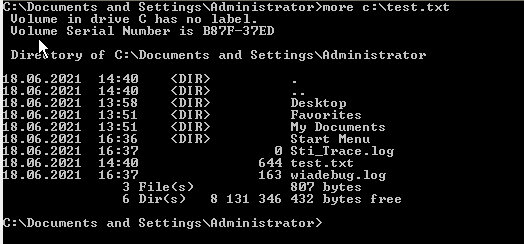 C:\Documents and Settings\Administrator>more c:\test.txt
 Volume in drive C has no label.
 Volume Serial Number is B87F-37ED
 Directory of C:\Documents and Settings\Administrator
18.06.2021  14:40    <DIR>          .
18.06.2021  14:40    <DIR>          ..
18.06.2021  13:58    <DIR>          Desktop
18.06.2021  13:51    <DIR>          Favorites
18.06.2021  13:51    <DIR>          My Documents
18.06.2021  16:36    <DIR>          Start Menu
18.06.2021  16:37                 0 Sti_Trace.log
18.06.2021  14:40               644 test.txt
18.06.2021  16:37               163 wiadebug.log
               3 File(s)            807 bytes
               6 Dir(s)   8 131 346 432 bytes free
C:\Documents and Settings\Administrator>